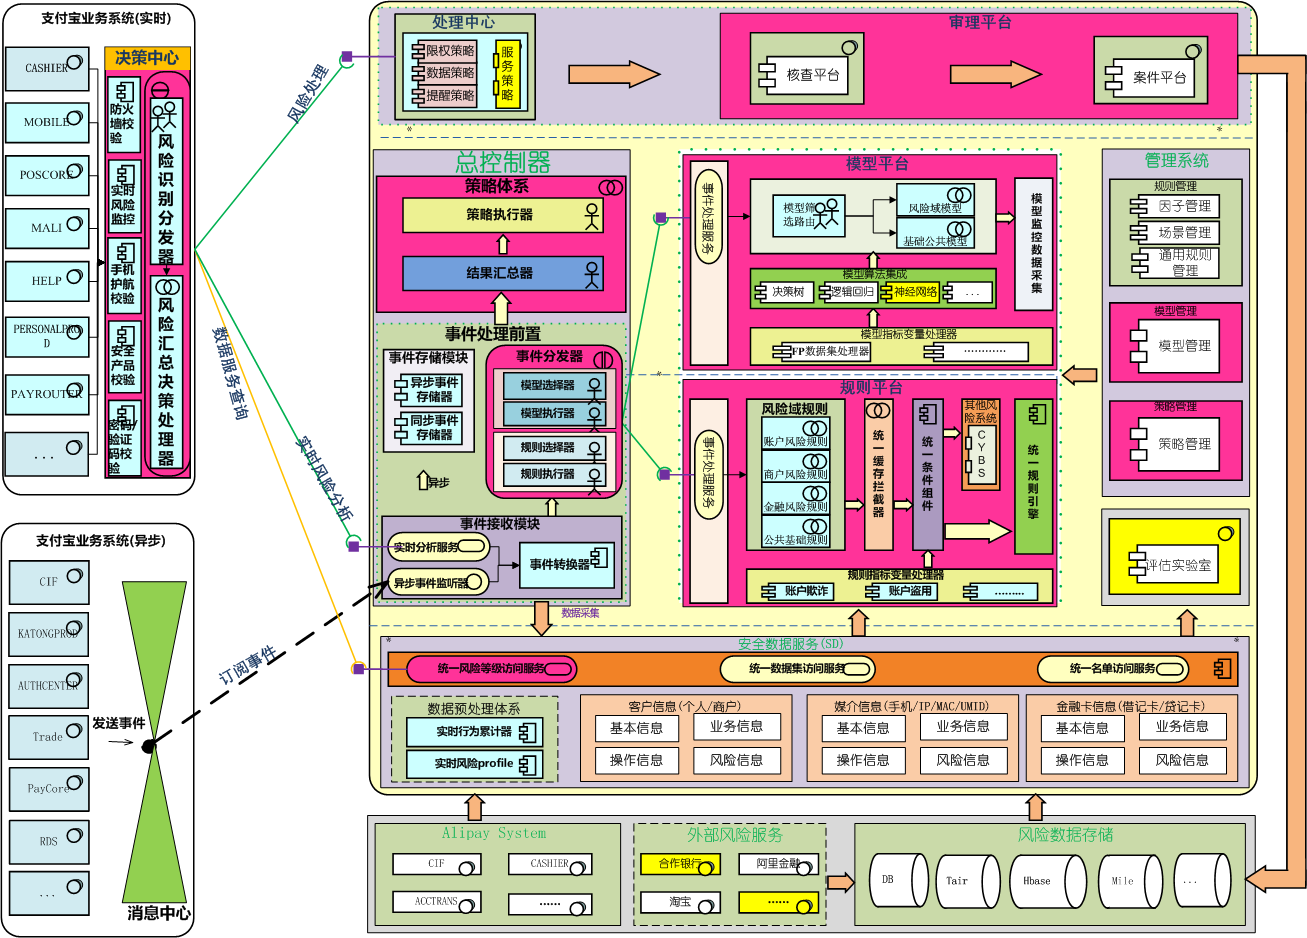 支付宝业务系统(实时)
CASHIER
MOBILE
POSCORE
MALI
HELP
PERSONALPRO
D
PAYROUTER
...
决策中心
防火
墙校
验
实时
风险
监控
手机
护航
校验
安全
产品
校验
密码/
验证
码校
验
风险识别分发器
风险汇总决策处理器
支付宝业务系统(异步)
CIF
KATONGPROD
AUTHCENTER
Trade
PayCore
RDS
...
发送事件
消息中心
风险处理
数据服务查询
实时风险分析
订阅事件
处理中心
限权策略
数据策略
提醒策略
服务策略
审理平台
核查平台
案件平台
*
*
总控制器
策略体系
策略执行器
结果汇总器
事件处理前置
事件存储模块
异步事件
存储器
同步事件
存储器
异步
事件分发器
模型选择器
模型执行器
规则选择器
规则执行器
事件接收模块
实时分析服务
异步事件监听器
事件转换器
数据采集
模型平台
事件处理服务
模型筛
选路由
风险域模型
基础公共模型
模型监控数据采集
模型算法集成
决策树
逻辑回归
神经网络
...
模型指标变量处理器
FP数据集处理器
............
*
规则平台
事件处理服务
风险域规则
账户风险规则
商户风险规则
金融风险规则
公共基础规则
统一缓存拦截器
统一条件组件
其他风
险系统
CYBS
统一规则引擎
规则指标变量处理器
账户欺诈
账户盗用
.........
管理系统
规则管理
因子管理
场景管理
通用规则
管理
模型管理
模型管理
策略管理
策略管理
评估实验室
*
安全数据服务(SD)
*
统一风险等级访问服务
统一数据集访问服务
统一名单访问服务
数据预处理体系
实时行为累计器
实时风险profile
客户信息(个人/商户)
基本信息
业务信息
操作信息
风险信息
媒介信息(手机/IP/MAC/UMID)
基本信息
业务信息
操作信息
风险信息
金融卡信息(借记卡/贷记卡)
基本信息
业务信息
操作信息
风险信息
Alipay System
CIF
CASHIER
ACCTRANS
......
外部风险服务
合作银行
阿里金融
淘宝
......
风险数据存储
DB
Tair
Hbase
Mile
...